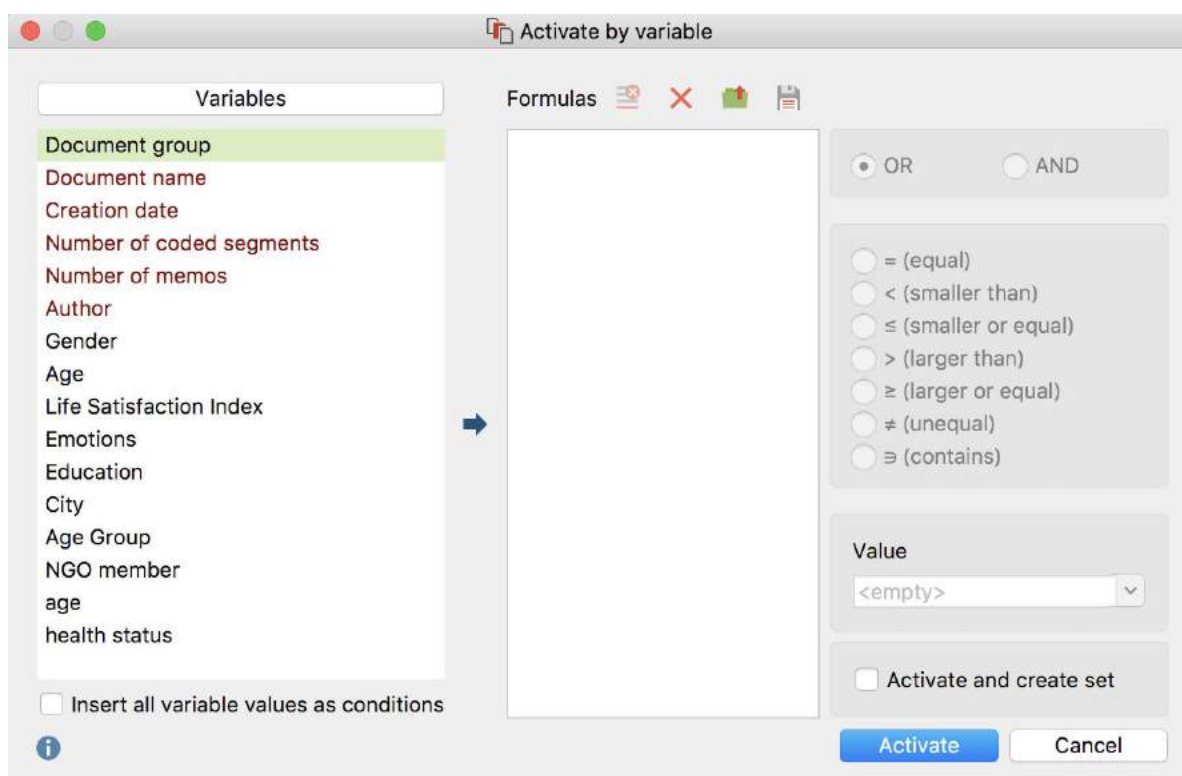 Activate by variable
Variables
Document group
Document name
Creation date
Number of coded segments
Number of memos
Author
Gender
Age
Life Satisfaction Index
Emotions
Education
City
Age Group
NGO member
age
health status
Insert all variable values as conditions
Formulas
OR AND
= (equal)
< (smaller than)
≤ (smaller or equal)
> (larger than)
≥ (larger or equal)
≠ (unequal)
∋ (contains)
Value
<empty>
Activate and create set
Activate Cancel